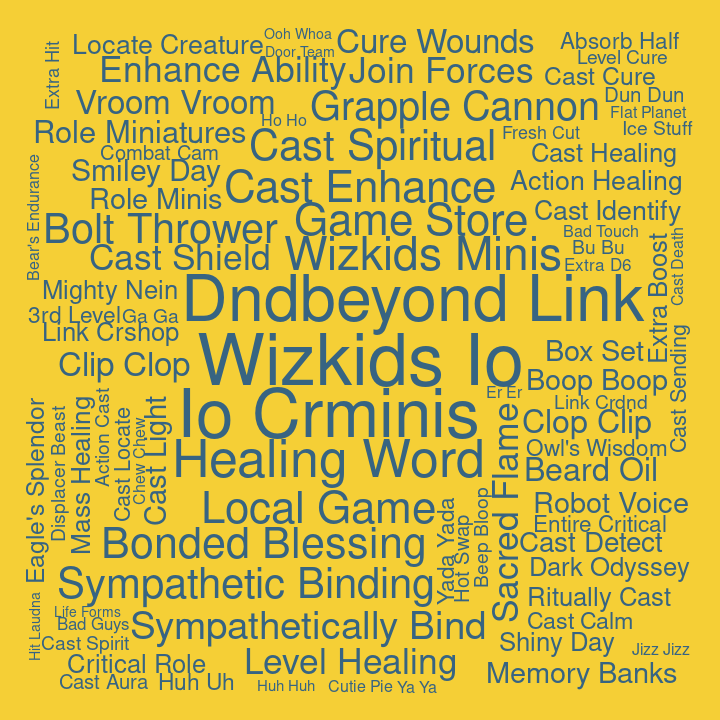 Ooh Whoa
Locate Creature
Cure Wounds
Absorb Half
Door Team
Level Cure
Extra Hit
Enhance Ability
Join Forces
Cast Cure
Vroom Vroom
Grapple Cannon
Dun Dun
Flat Planet
Ho Ho
Ice Stuff
Role Miniatures
Cast Spiritual
Fresh Cut
Combat Cam
Cast Healing
Smiley Day
Cast Enhance
Action Healing
Role Minis
Bear's Endurance
Bolt Thrower
Game Store
Cast Identify
Bad Touch
Cast Shield
Wizkids Minis
Bu Bu
Extra D6
Extra Boost
Cast Death
Mighty Nein
Dndbeyond Link
3rd Level
Ga Ga
Link Crshop
Wizkids Io
Box Set
Clip Clop
Boop Boop
Cast Sending
Er Er
Link Crdnd
Io Crminis
Clop Clip
Eagle's Splendor
Displacer Beast
Mass Healing
Action Cast
Cast Locate
Chew Chew
Cast Light
Healing Word
Sacred Flame
Owl's Wisdom
Beard Oil
Local Game
Yada Yada
Hot Swap
Beep Bloop
Robot Voice
Entire Critical
Bonded Blessing
Cast Detect
Sympathetic Binding
Dark Odyssey
Ritually Cast
Hit Laudna
Life Forms
Bad Guys
Sympathetically Bind
Cast Calm
Cast Spirit
Shiny Day
Jizz Jizz
Critical Role
Level Healing
Memory Banks
Cast Aura
Huh Uh
Huh Huh
Cutie Pie
Ya Ya